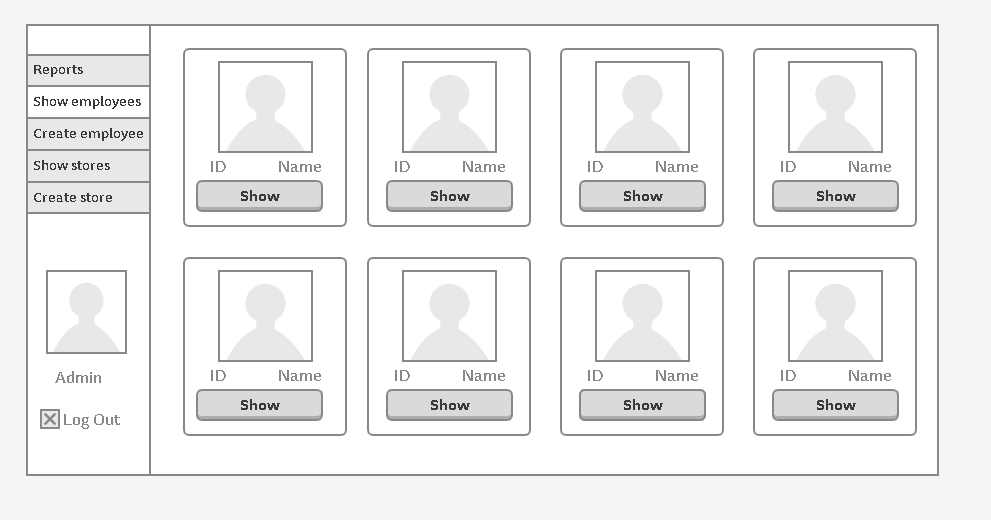 Reports
Show employees
Create employee
Show stores
Create store
Admin
Log Out
ID Name ID Name ID Name ID Name
Show Show Show Show
ID Name ID Name ID Name ID Name
Show Show Show Show